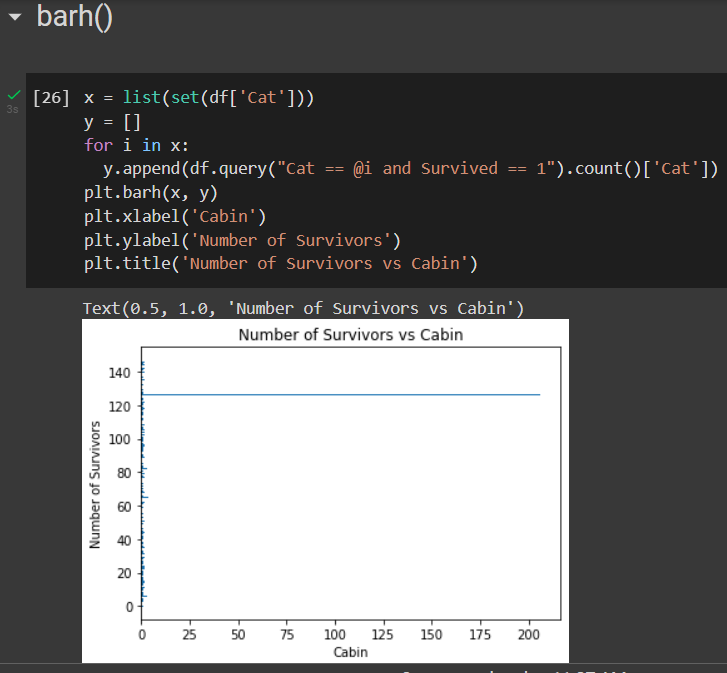 barh()
[26] x = list(set(df['Cat']))
3s
y = []
for i in x:
y.append(df.query("Cat == @i and Survived == 1").count()['Cat'])
plt.barh(x, y)
plt.xlabel('Cabin')
plt.ylabel('Number of Survivors')
plt.title('Number of Survivors vs Cabin')
Text(0.5, 1.0, 'Number of Survivors vs Cabin')
Number of Survivors vs Cabin
140
120
100
80
60
40
20
0
Number of Survivors
0 25 50 75 100 125 150 175 200
Cabin